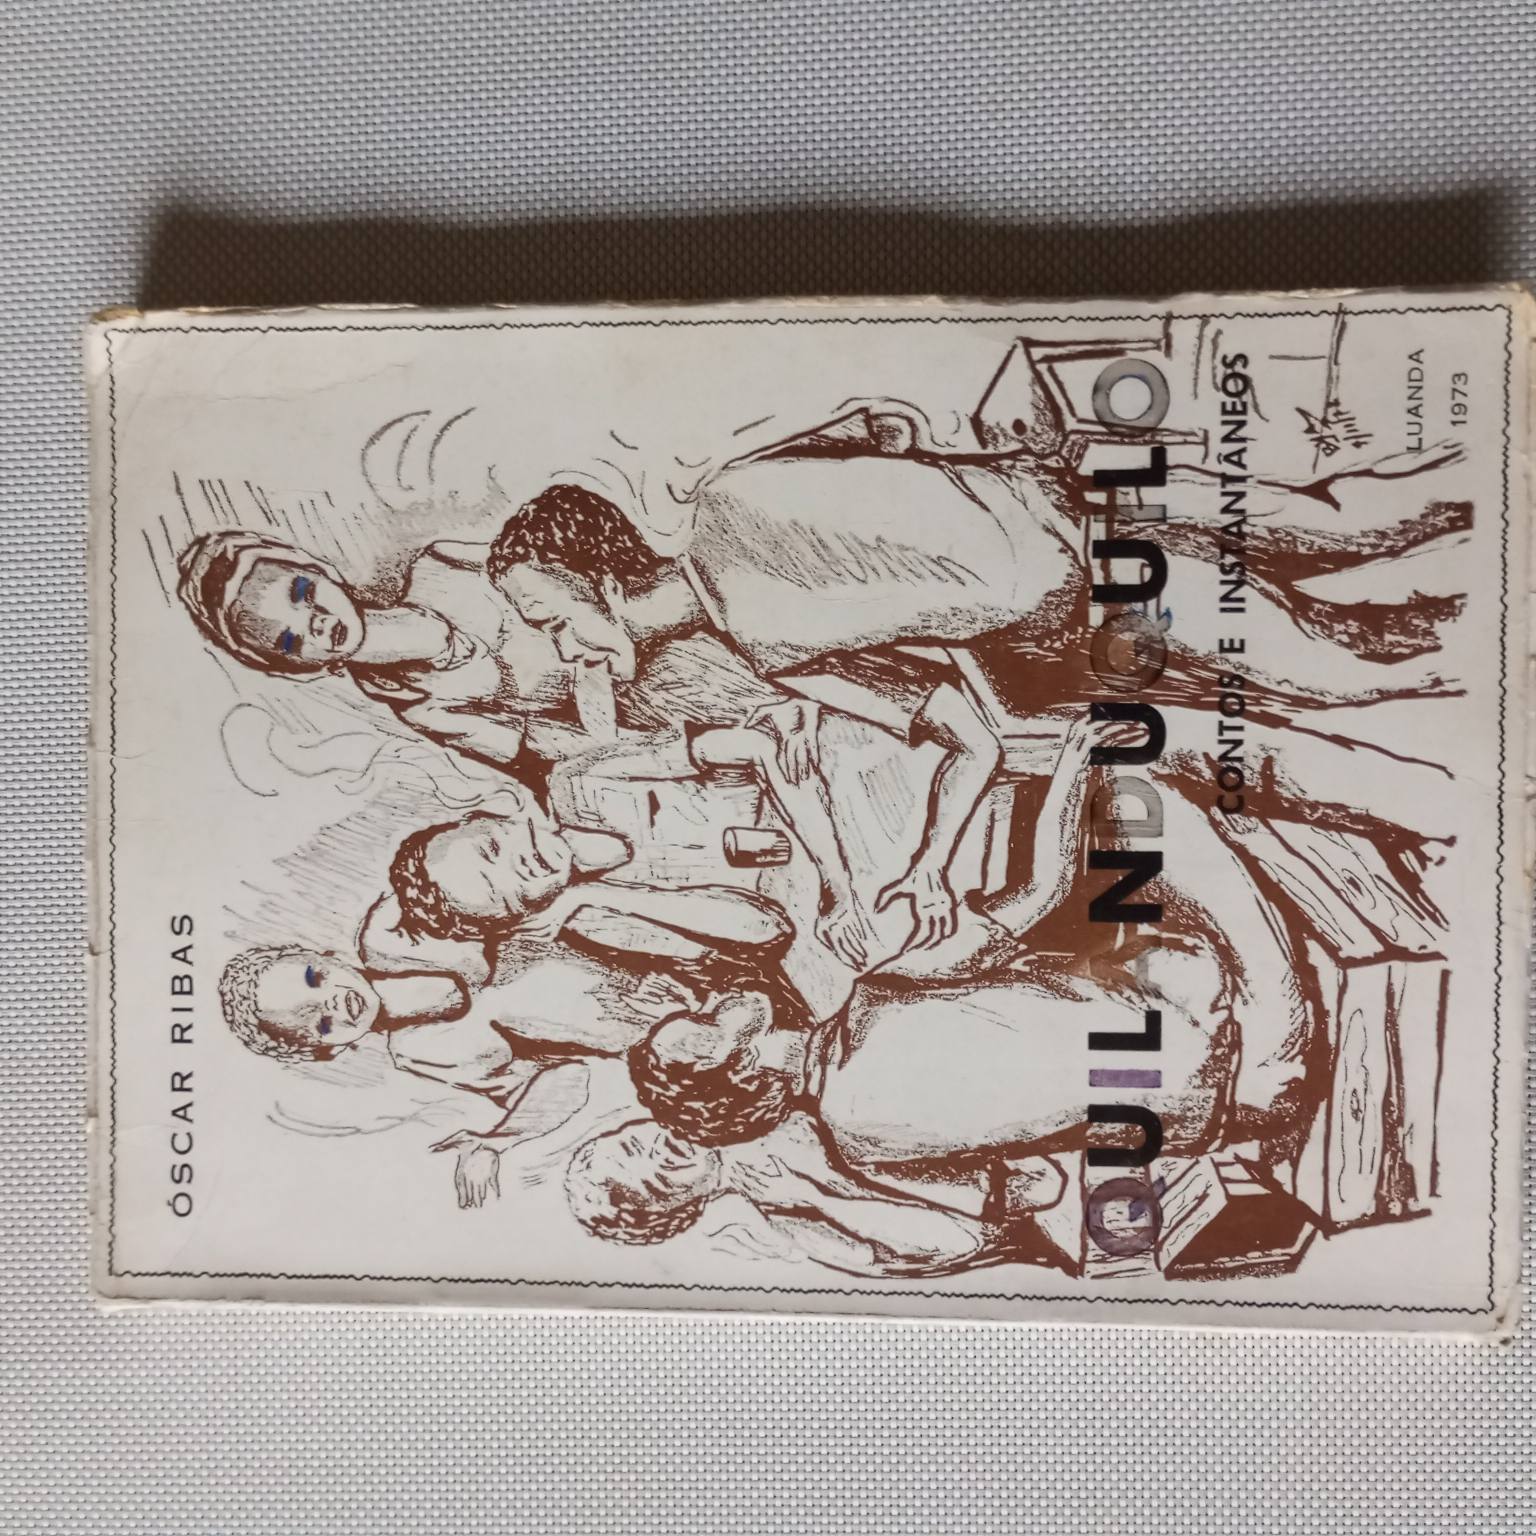 ÓSCAR RIBAS
QUILANDUQUILO
CONTOS E INSTANTÂNEOS
LUANDA
1973